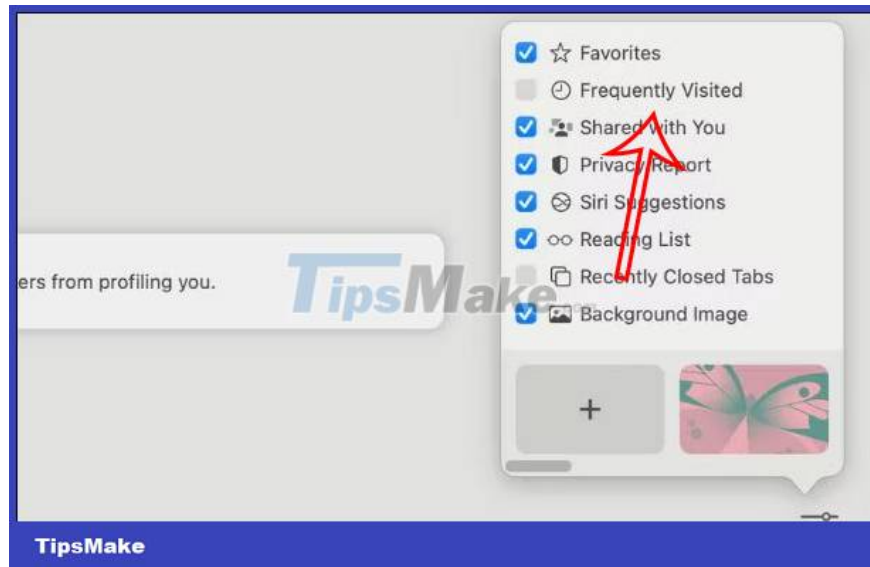 Favorites
Frequently Visited
Shared with You
Privacy Report
Siri Suggestions
Reading List
Recently Closed Tabs
Background Image
ers from profiling you.
TipsMake
.com
+
TipsMake